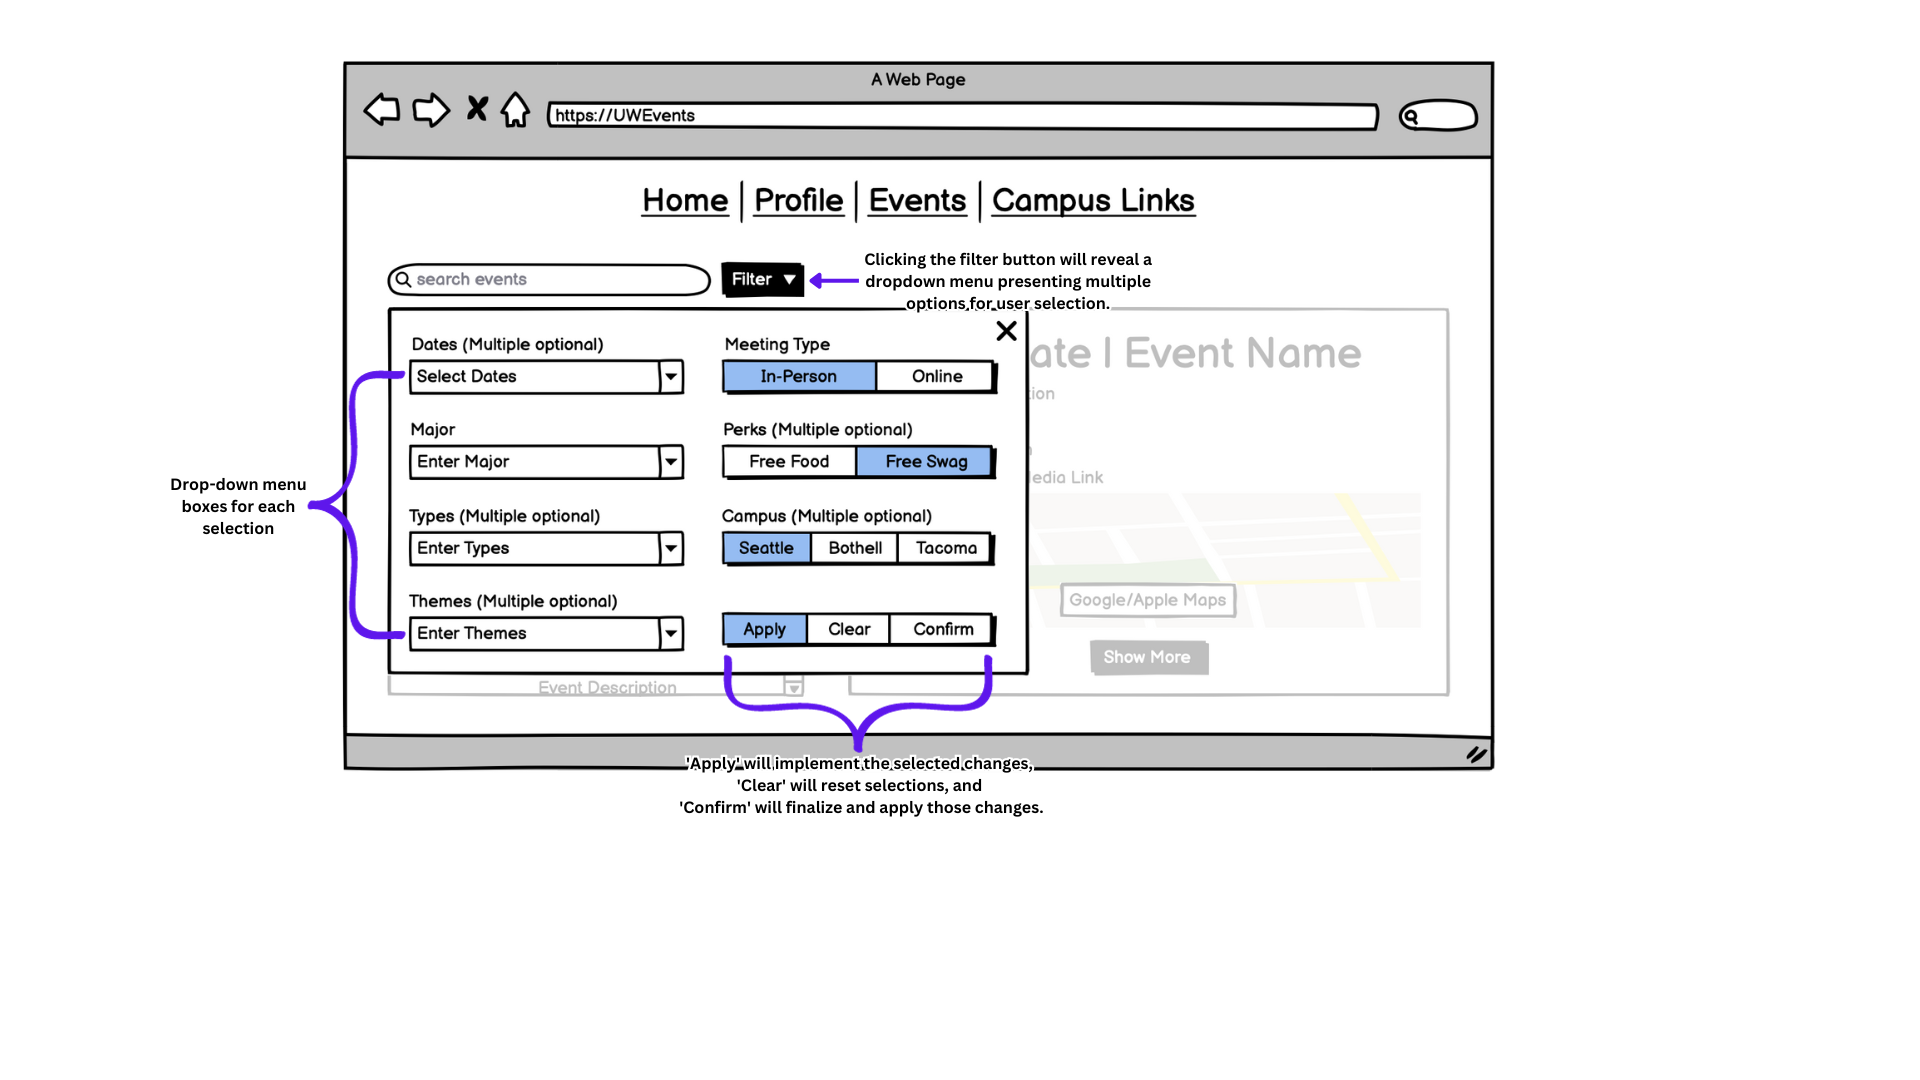 A Web Page
https://UWEvents
Home | Profile | Events | Campus Links
search events
Filter
Clicking the filter button will reveal a
dropdown menu presenting multiple
options for user selection.
Dates (Multiple optional)
Select Dates
Major
Enter Major
Types (Multiple optional)
Enter Types
Themes (Multiple optional)
Enter Themes
Meeting Type
In-Person Online
Perks (Multiple optional)
Free Food Free Swag
Campus (Multiple optional)
Seattle Bothell Tacoma
Apply Clear Confirm
Event Name
Link
Google/Apple Maps
Show More
Event Description
Drop-down menu
boxes for each
selection
'Apply' will implement the selected changes,
'Clear' will reset selections, and
'Confirm' will finalize and apply those changes.